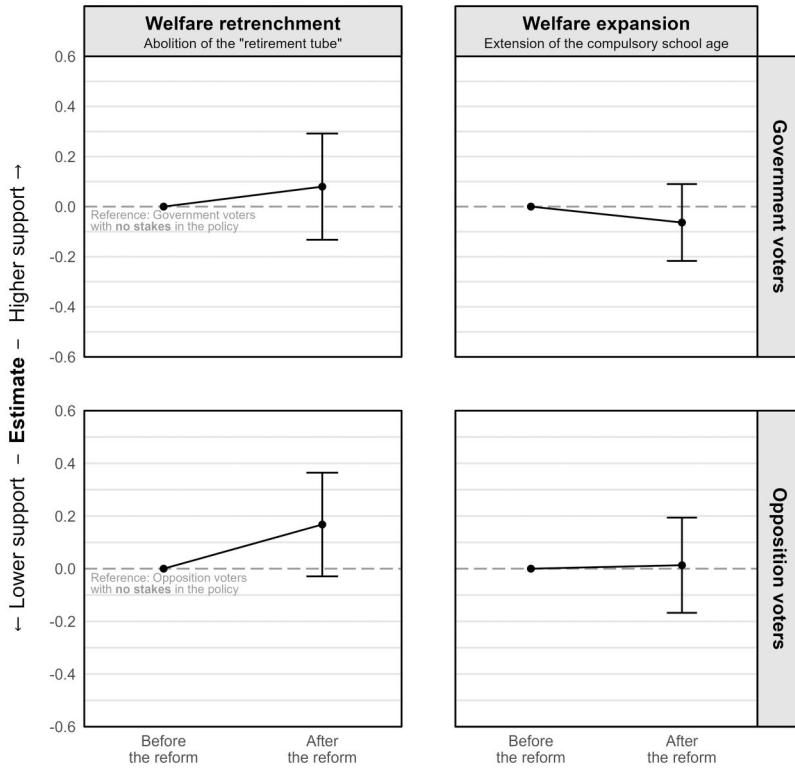 Welfare retrenchment
Abolition of the "retirement tube"
Welfare expansion
Extension of the compulsory school age
← Lower support – Estimate – Higher support →
0.6
0.4
0.2
0.0
-0.2
-0.4
-0.6
Reference: Government voters
with no stakes in the policy
Government voters
0.6
0.4
0.2
0.0
-0.2
-0.4
-0.6
Reference: Opposition voters
with no stakes in the policy
Opposition voters
Before
the reform
After
the reform
Before
the reform
After
the reform